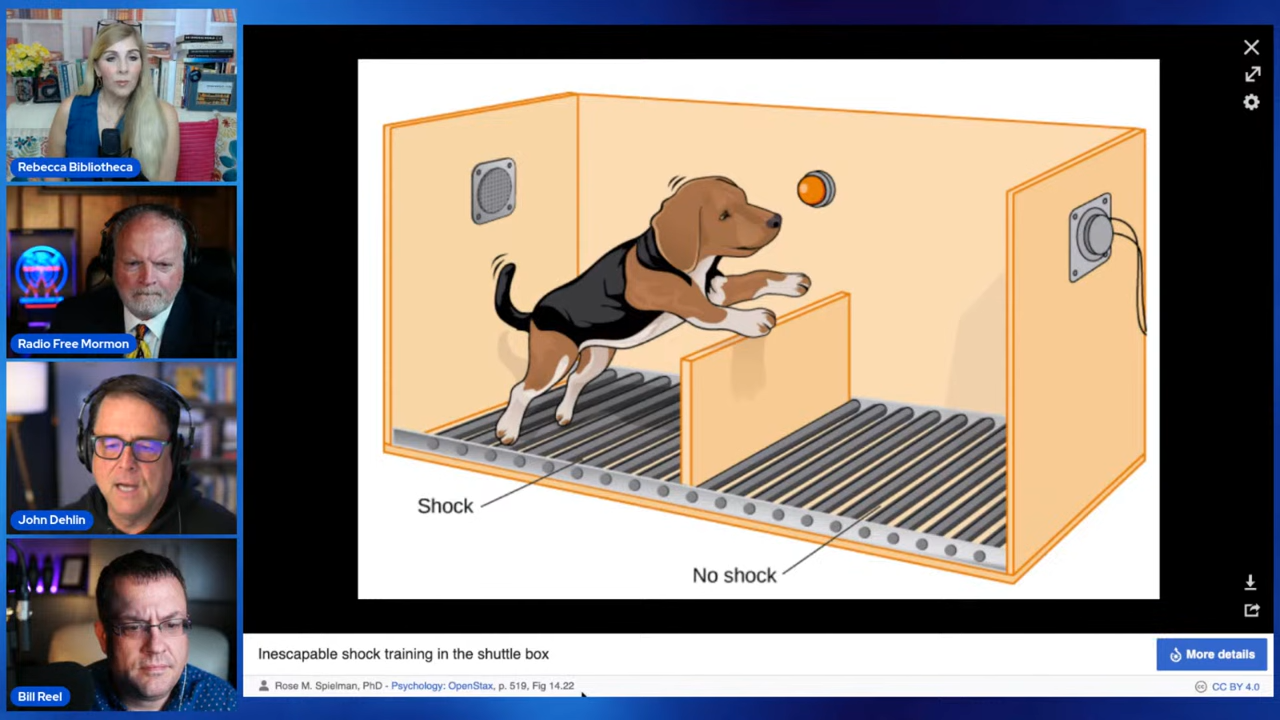 Rebecca Bibliotheca
Radio Free Mormon
John Dehlin
Bill Reel
Shock
No shock
Inescapable shock training in the shuttle box
More details
Rose M. Spielman, PhD - Psychology: OpenStax, p. 519, Fig 14.22
CC BY 4.0